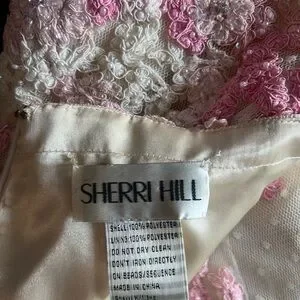 SHERRI HILL
SHELL:100%POLYESTER
LINING:100%POLYESTER
DO NOT DRY CLEAN
DON'T IRON DIRECTLY
ON BEADS/SEQUENCE
MADE IN CHINA